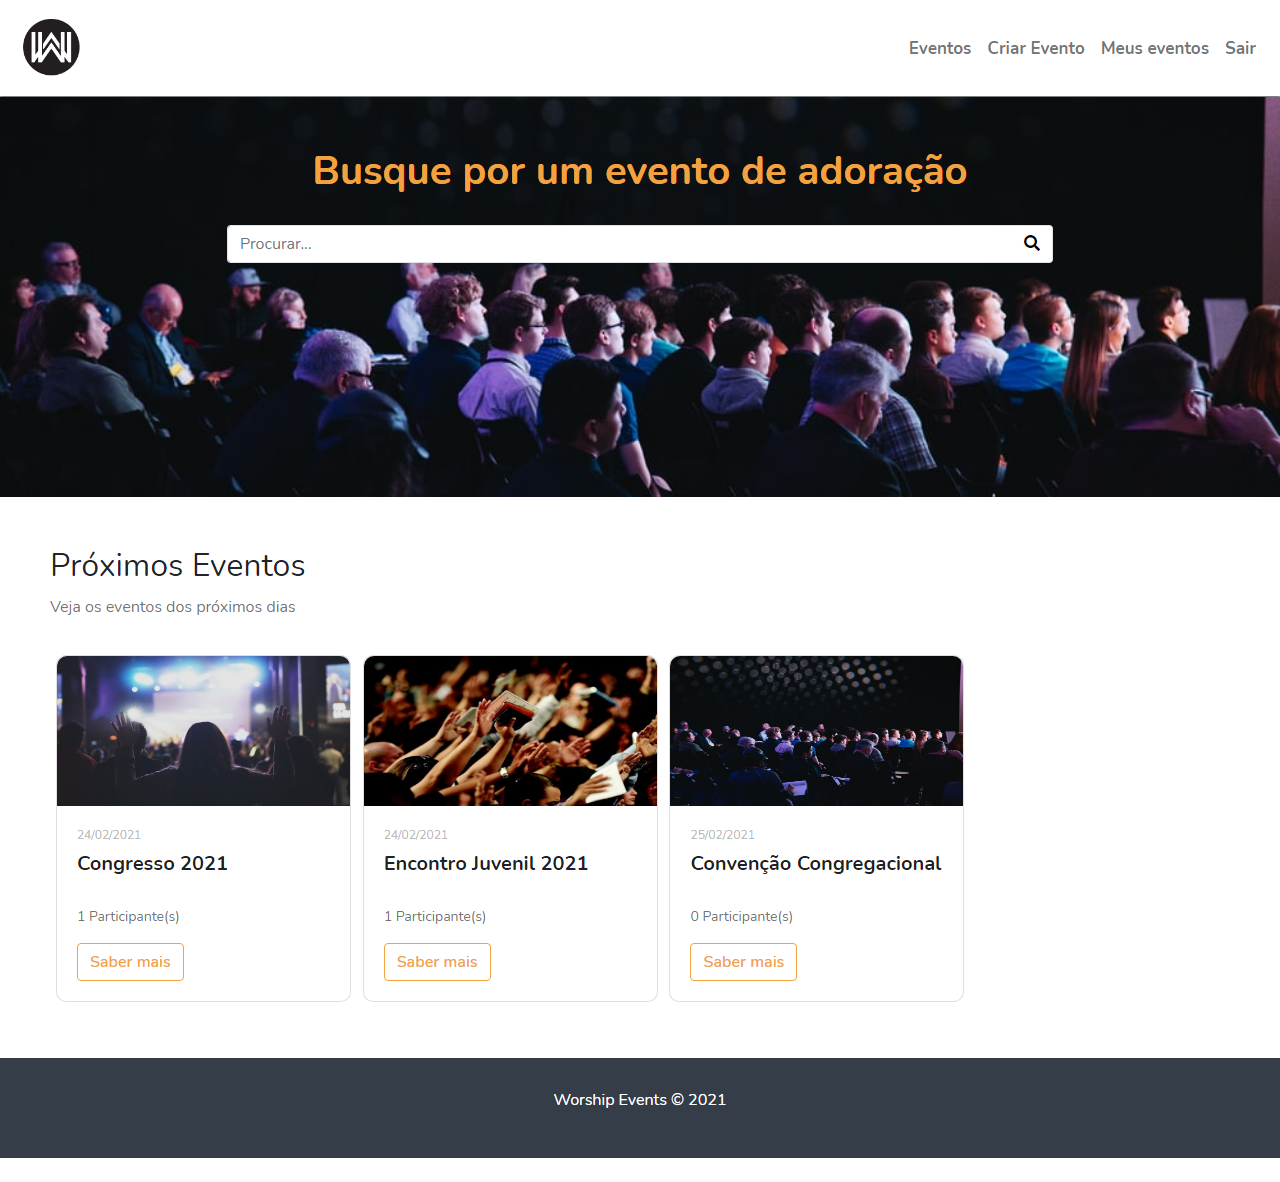 Eventos Criar Evento Meus eventos Sair
Busque por um evento de adoração
Procurar...
Próximos Eventos
Veja os eventos dos próximos dias
24/02/2021
Congresso 2021
1 Participante(s)
Saber mais
24/02/2021
Encontro Juvenil 2021
1 Participante(s)
Saber mais
25/02/2021
Convenção Congregacional
0 Participante(s)
Saber mais
Worship Events © 2021